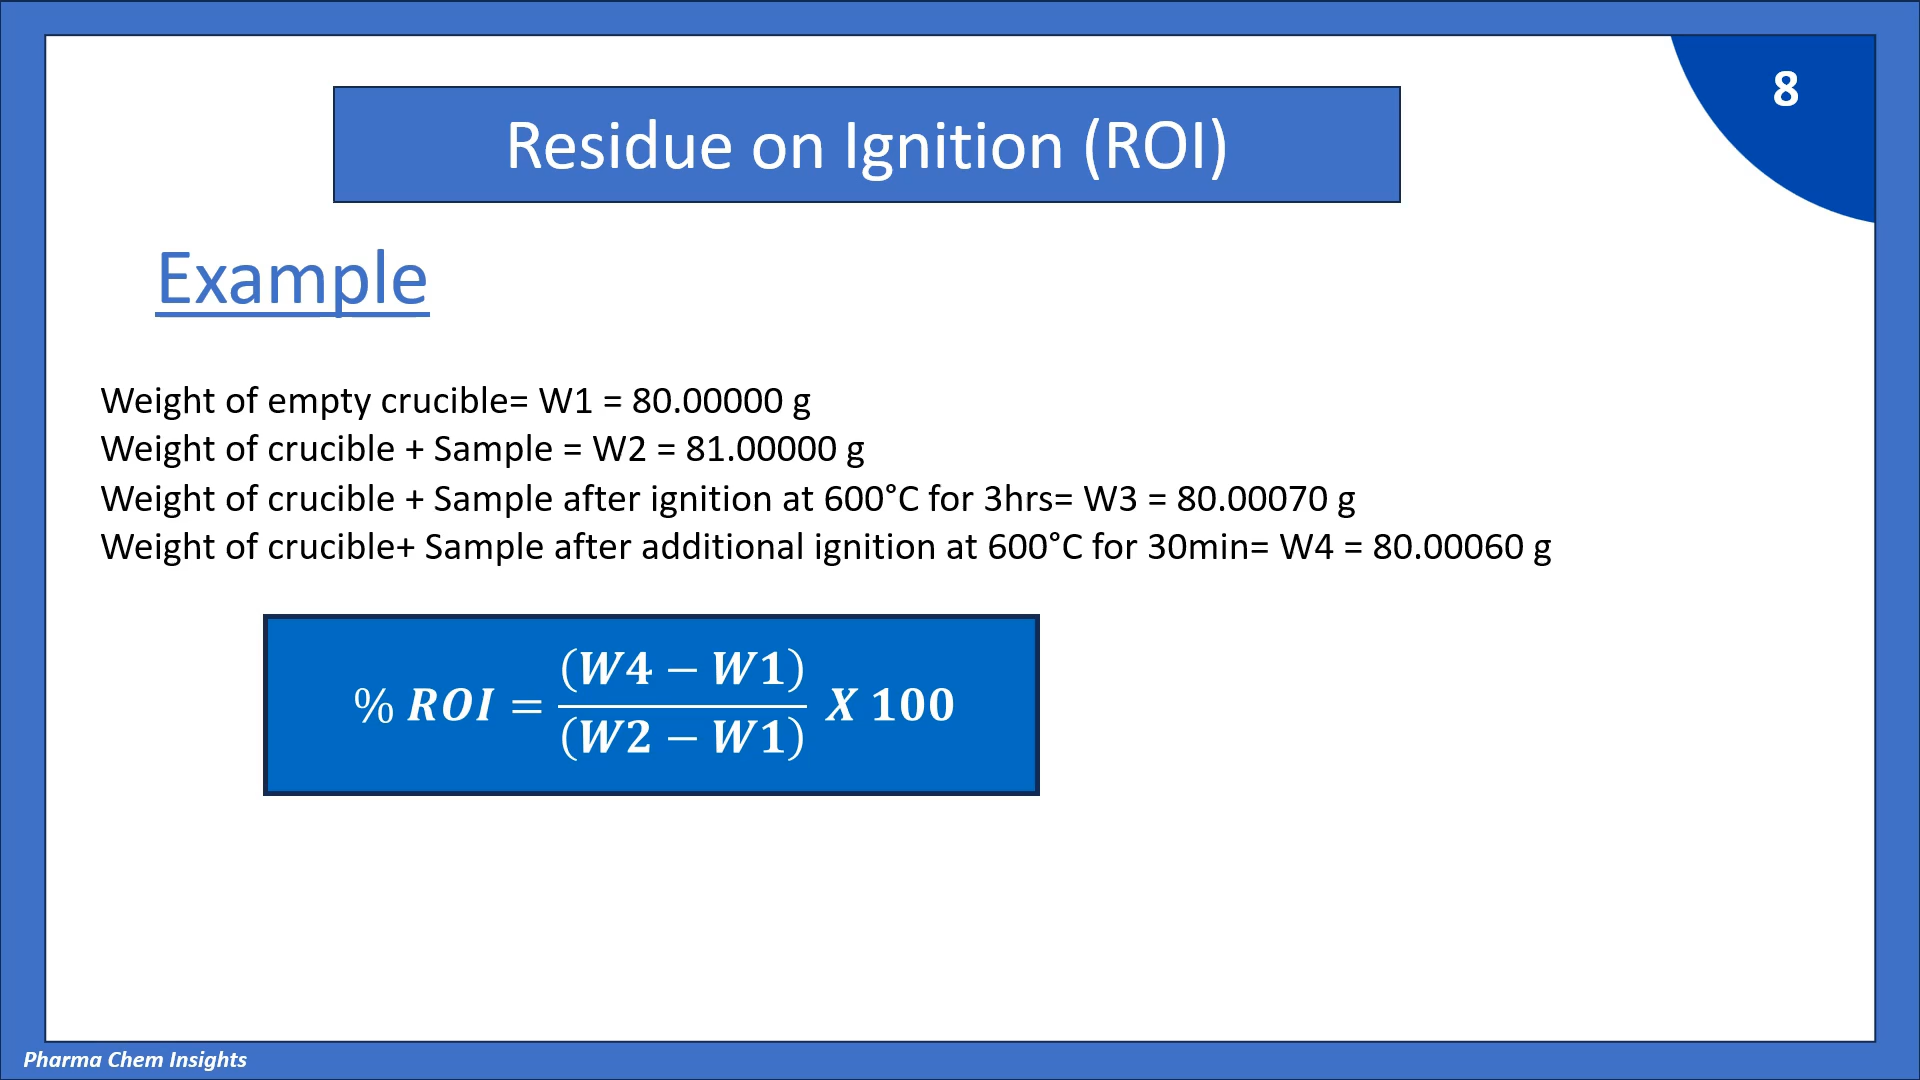 8
Residue on Ignition (ROI)
Example
Weight of empty crucible= W1 = 80.00000 g
Weight of crucible + Sample = W2 = 81.00000 g
Weight of crucible + Sample after ignition at 600°C for 3hrs= W3 = 80.00070 g
Weight of crucible+ Sample after additional ignition at 600°C for 30min= W4 = 80.00060 g
(W4 − W1)
% ROI = X 100
(W2 − W1)
Pharma Chem Insights